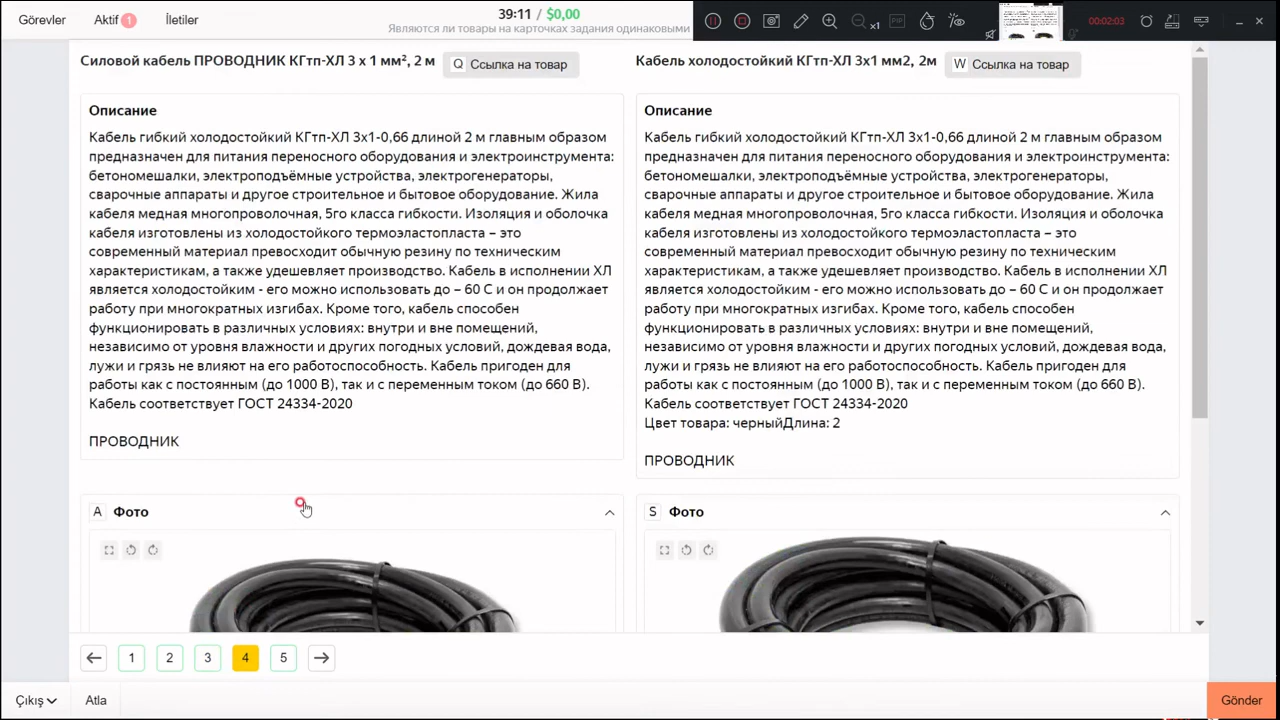 Görevler
Aktif 1
İletiler
39:11 / $0,00
Являются ли товары на карточках задания одинаковыми
x1
PIP
00:02:03
Силовой кабель ПРОВОДНИК КГтп-ХЛ 3 x 1 мм², 2 м
Q Ссылка на товар
Описание
Кабель гибкий холодостойкий КГтп-ХЛ 3х1-0,66 длиной 2 м главным образом
предназначен для питания переносного оборудования и электроинструмента:
бетономешалки, электроподъёмные устройства, электрогенераторы,
сварочные аппараты и другое строительное и бытовое оборудование. Жила
кабеля медная многопроволочная, 5го класса гибкости. Изоляция и оболочка
кабеля изготовлены из холодостойкого термоэластопласта – это
современный материал превосходит обычную резину по техническим
характеристикам, а также удешевляет производство. Кабель в исполнении ХЛ
является холодостойким - его можно использовать до – 60 С и он продолжает
работу при многократных изгибах. Кроме того, кабель способен
функционировать в различных условиях: внутри и вне помещений,
независимо от уровня влажности и других погодных условий, дождевая вода,
лужи и грязь не влияют на его работоспособность. Кабель пригоден для
работы как с постоянным (до 1000 В), так и с переменным током (до 660 В).
Кабель соответствует ГОСТ 24334-2020
ПРОВОДНИК
A Фото
Кабель холодостойкий КГтп-ХЛ 3х1 мм2, 2м
W Ссылка на товар
Описание
Кабель гибкий холодостойкий КГтп-ХЛ 3х1-0,66 длиной 2 м главным образом
предназначен для питания переносного оборудования и электроинструмента:
бетономешалки, электроподъёмные устройства, электрогенераторы,
сварочные аппараты и другое строительное и бытовое оборудование. Жила
кабеля медная многопроволочная, 5го класса гибкости. Изоляция и оболочка
кабеля изготовлены из холодостойкого термоэластопласта – это
современный материал превосходит обычную резину по техническим
характеристикам, а также удешевляет производство. Кабель в исполнении ХЛ
является холодостойким - его можно использовать до – 60 С и он продолжает
работу при многократных изгибах. Кроме того, кабель способен
функционировать в различных условиях: внутри и вне помещений,
независимо от уровня влажности и других погодных условий, дождевая вода,
лужи и грязь не влияют на его работоспособность. Кабель пригоден для
работы как с постоянным (до 1000 В), так и с переменным током (до 660 В).
Кабель соответствует ГОСТ 24334-2020
Цвет товара: черныйДлина: 2
ПРОВОДНИК
S Фото
1 2 3 4 5
Çıkış
Atla
Gönder